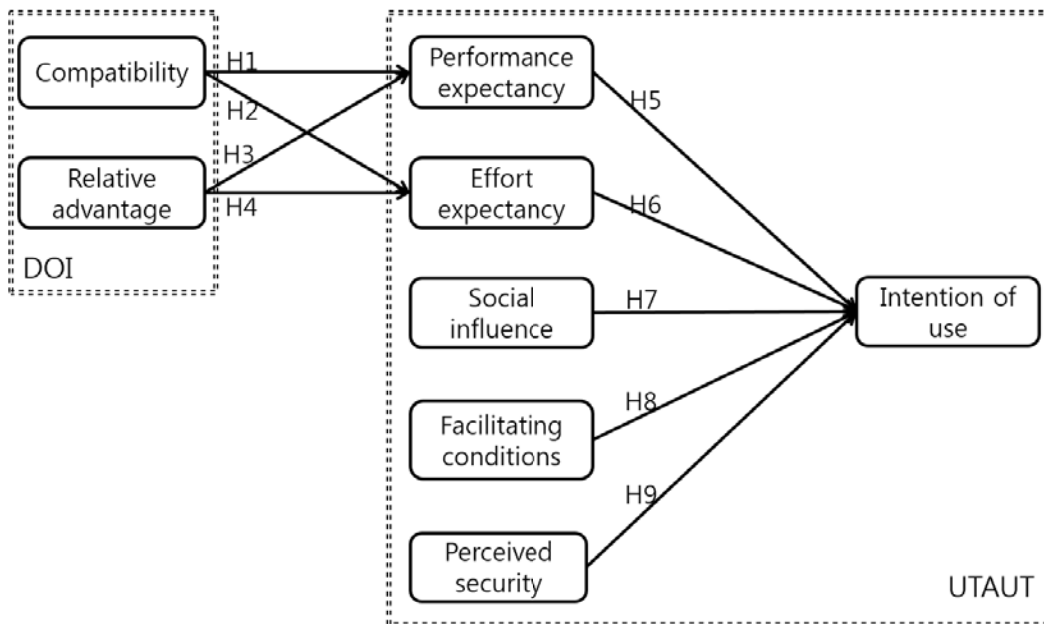 Compatibility
Relative
advantage
DOI
H1
H2
H3
H4
Performance
expectancy
Effort
expectancy
Social
influence
Facilitating
conditions
Perceived
security
H5
H6
H7
H8
H9
Intention of
use
UTAUT